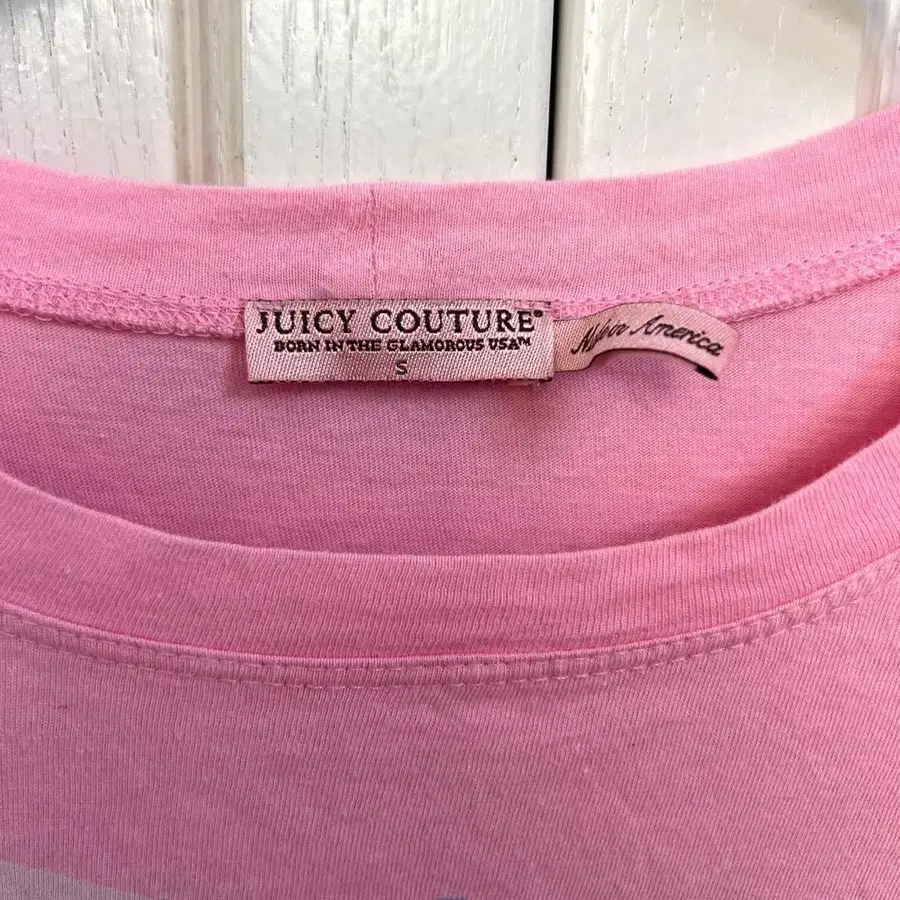 JUICY COUTURE®
BORN IN THE GLAMOROUS USA™
S
Made in America